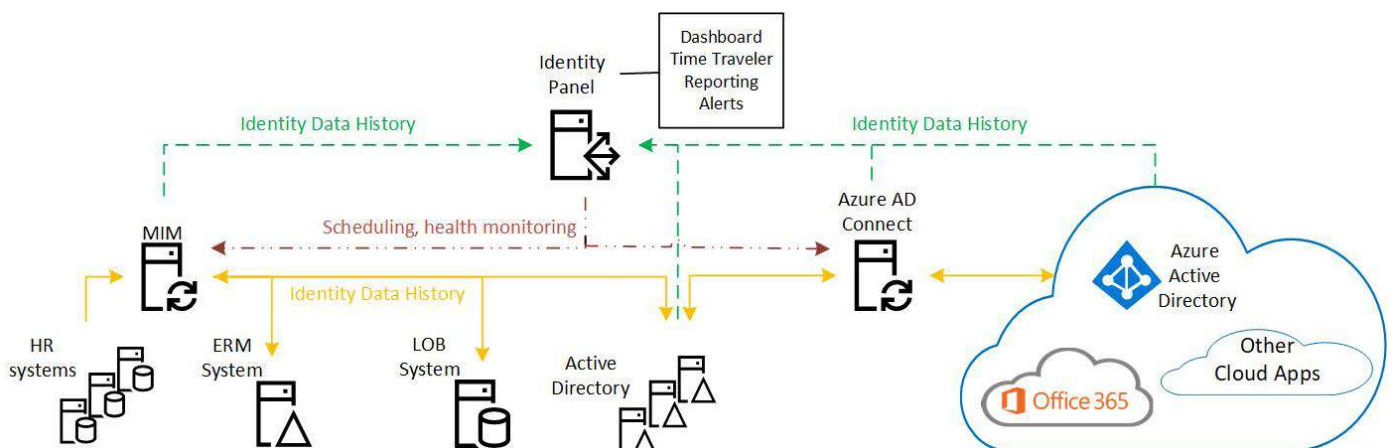 Dashboard
Time Traveler
Reporting
Alerts
Identity
Panel
Identity Data History
Identity Data History
Scheduling, health monitoring
MIM
Azure AD
Connect
Identity Data History
Azure
Active
Directory
HR
systems
ERM
System
LOB
System
Active
Directory
Other
Cloud Apps
Office 365